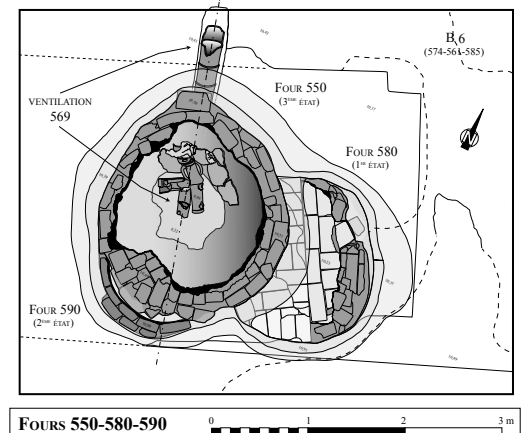 B 6
(574-561-585)
FOUR 550
(3ème ÉTAT)
VENTILATION
569
FOUR 580
(1er ÉTAT)
N
FOUR 590
(2ème ÉTAT)
FOURS 550-580-590
0 1 2 3 m